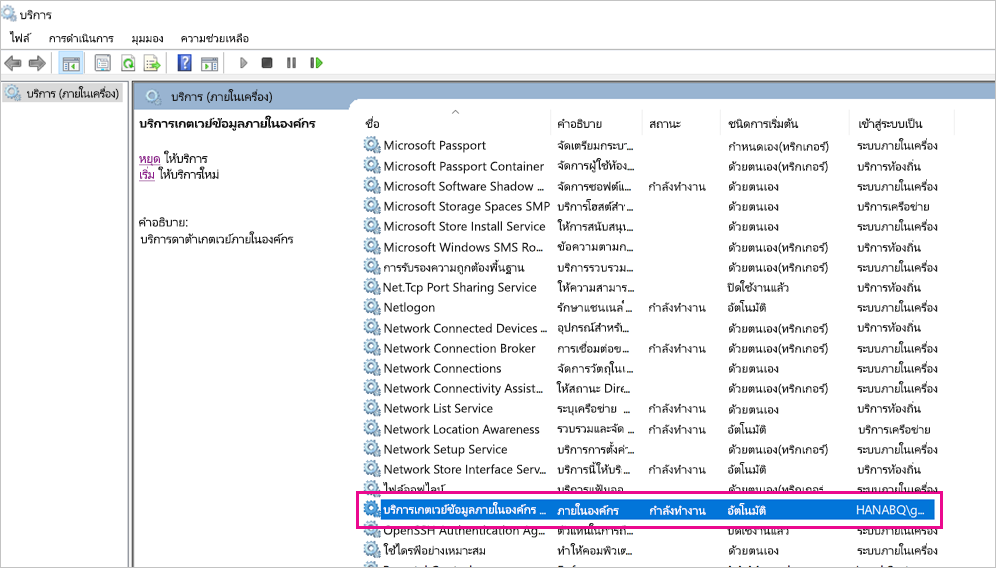 บริการ
ไฟล์ การดำเนินการ มุมมอง ความช่วยเหลือ
บริการ (ภายในเครื่อง)
บริการ (ภายในเครื่อง)
บริการเกตเวย์ข้อมูลภายในองค์กร
หยุด ให้บริการ
เริ่ม ให้บริการใหม่
คำอธิบาย:
บริการดาต้าเกตเวย์ภายในองค์กร
ชื่อ คำอธิบาย สถานะ ชนิดการเริ่มต้น เข้าสู่ระบบเป็น
Microsoft Passport จัดเตรียมกระบ... กำหนดเอง(ทริกเกอร์) ระบบภายในเครื่อง
Microsoft Passport Container จัดการผู้ใช้ท้อง... ด้วยตนเอง(ทริกเกอร์) บริการท้องถิ่น
Microsoft Software Shadow ... จัดการซอฟต์แ... กำลังทำงาน ด้วยตนเอง ระบบภายในเครื่อง
Microsoft Storage Spaces SMP บริการโฮสต์สำ... ด้วยตนเอง บริการเครือข่าย
Microsoft Store Install Service ให้การสนับสนุ... ด้วยตนเอง ระบบภายในเครื่อง
Microsoft Windows SMS Ro... ข้อความตามก... ด้วยตนเอง(ทริกเกอร์) บริการท้องถิ่น
การรับรองความถูกต้องพื้นฐาน บริการรวบรวม... ด้วยตนเอง(ทริกเกอร์) ระบบภายในเครื่อง
Net.Tcp Port Sharing Service ให้ความสามาร... ปิดใช้งานแล้ว บริการท้องถิ่น
Netlogon รักษาแชนเนล... กำลังทำงาน อัตโนมัติ ระบบภายในเครื่อง
Network Connected Devices ... อุปกรณ์สำหรั... ด้วยตนเอง(ทริกเกอร์) บริการท้องถิ่น
Network Connection Broker การเชื่อมต่อข... กำลังทำงาน ด้วยตนเอง(ทริกเกอร์) ระบบภายในเครื่อง
Network Connections จัดการวัตถุในเ... ด้วยตนเอง ระบบภายในเครื่อง
Network Connectivity Assist... ให้สถานะ Dire... ด้วยตนเอง(ทริกเกอร์) ระบบภายในเครื่อง
Network List Service ระบุเครือข่าย ... กำลังทำงาน ด้วยตนเอง บริการท้องถิ่น
Network Location Awareness รวบรวมและจัด ... กำลังทำงาน อัตโนมัติ บริการเครือข่าย
Network Setup Service บริการการตั้งค่... ด้วยตนเอง(ทริกเกอร์) ระบบภายในเครื่อง
Network Store Interface Serv... บริการนี้ให้บริ... กำลังทำงาน อัตโนมัติ บริการท้องถิ่น
ไฟล์ออฟไลน์
บริการเกตเวย์ข้อมูลภายในองค์กร ... ภายในองค์กร กำลังทำงาน อัตโนมัติ HANABQ\g...
OpenSSH Authentication Ag... ตัวแทนในการถ... ปิดใช้งานแล้ว ระบบภายในเครื่อง
ใช้ไดรฟ์อย่างเหมาะสม ทำให้คอมพิวเต... ด้วยตนเอง ระบบภายในเครื่อง